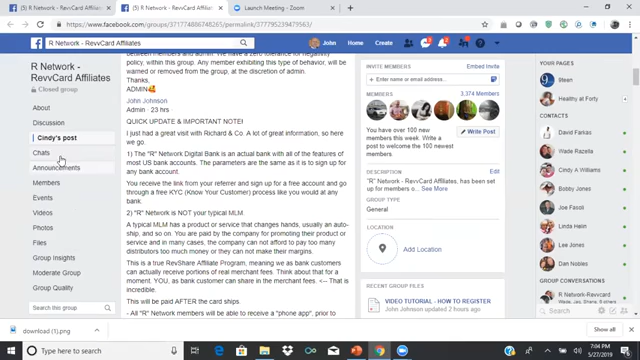 (5) R Network - RevvCard Affiliates
(5) R Network - RevvCard Affiliates
Launch Meeting - Zoom
https://www.facebook.com/groups/371774886748265/permalink/377795239479563/
R Network - RevvCard Affiliates
John
Home
Create
R Network -
RevvCard Affiliates
Closed group
About
Discussion
Cindy's post
Chats
Announcements
Members
Events
Videos
Photos
Files
Group Insights
Moderate Group
Group Quality
Search this group
between members and admin. We have a zero tolerance for negativity
policy, within this group. Any member exhibiting this type of behavior, will
be warned or removed from the group, at the discretion of admin.
Thanks,
ADMIN
John Johnson
Admin · 23 hrs
QUICK UPDATE & IMPORTANT NOTE!
I just had a great visit with Richard & Co. A lot of great information, so here
we go.
1) The "R" Network Digital Bank is an actual bank with all of the features of
most US bank accounts. The parameters are the same as it is to sign up for
any bank account.
You receive the link from your referrer and sign up for a free account and go
through a free KYC (Know Your Customer) process like you would at any
bank.
2) "R" Network is NOT your typical MLM.
A typical MLM has a product or service that changes hands, usually an auto-
ship, and so on. You are paid by the company for promoting their product or
service and in many cases, the company can not afford to pay too many
distributors too much money or they can not make their margins.
This is a true RevShare Affiliate Program, meaning we as bank customers
can actually receive portions of real merchant fees. Think about that for a
moment. YOU, as bank customer can share in the merchant fees. <-- That is
incredible.
This will be paid AFTER the card ships.
- All "R" Network members will be able to receive a "phone app", prior to
INVITE MEMBERS
Embed Invite
+ Enter name or email address...
MEMBERS
3,374 Members
You have over 100 new
members this week. Write a
post to welcome the 100
newest members.
Write Post
DESCRIPTION
Edit
"R" Network Affiliates, has been set up for
members of ... See More
GROUP TYPE
General
LOCATION
Add Location
RECENT GROUP FILES
VIDEO TUTORIAL - HOW TO REGISTER
John Johnson updated 2 hours ago
YOUR PAGES
9teen
Healthy at Forty
CONTACTS
David Farkas
Wade Razella
Cindy A Williams
Bobby Jones
Joe Fasoli
Linda Helin
Lee Jones
Dan Nobles
GROUP CONVERSATIONS
R-Network-Revvcard
Search
download (1).png
Show all
Type here to search
7:04 PM
5/27/2019